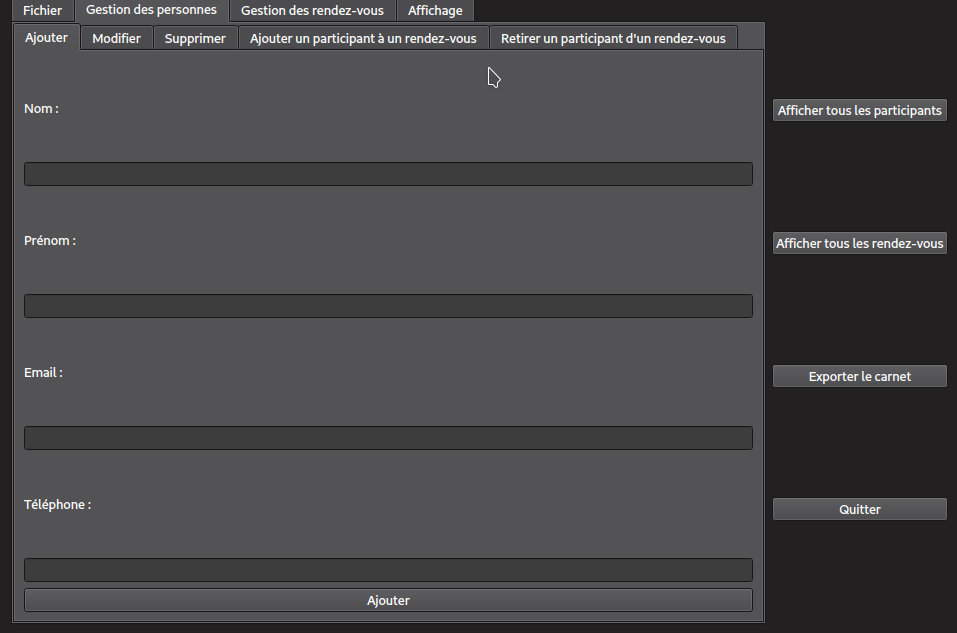 Fichier Gestion des personnes Gestion des rendez-vous Affichage
Ajouter Modifier Supprimer Ajouter un participant à un rendez-vous Retirer un participant d'un rendez-vous
Nom :
Afficher tous les participants
Prénom :
Afficher tous les rendez-vous
Email :
Exporter le carnet
Téléphone :
Quitter
Ajouter